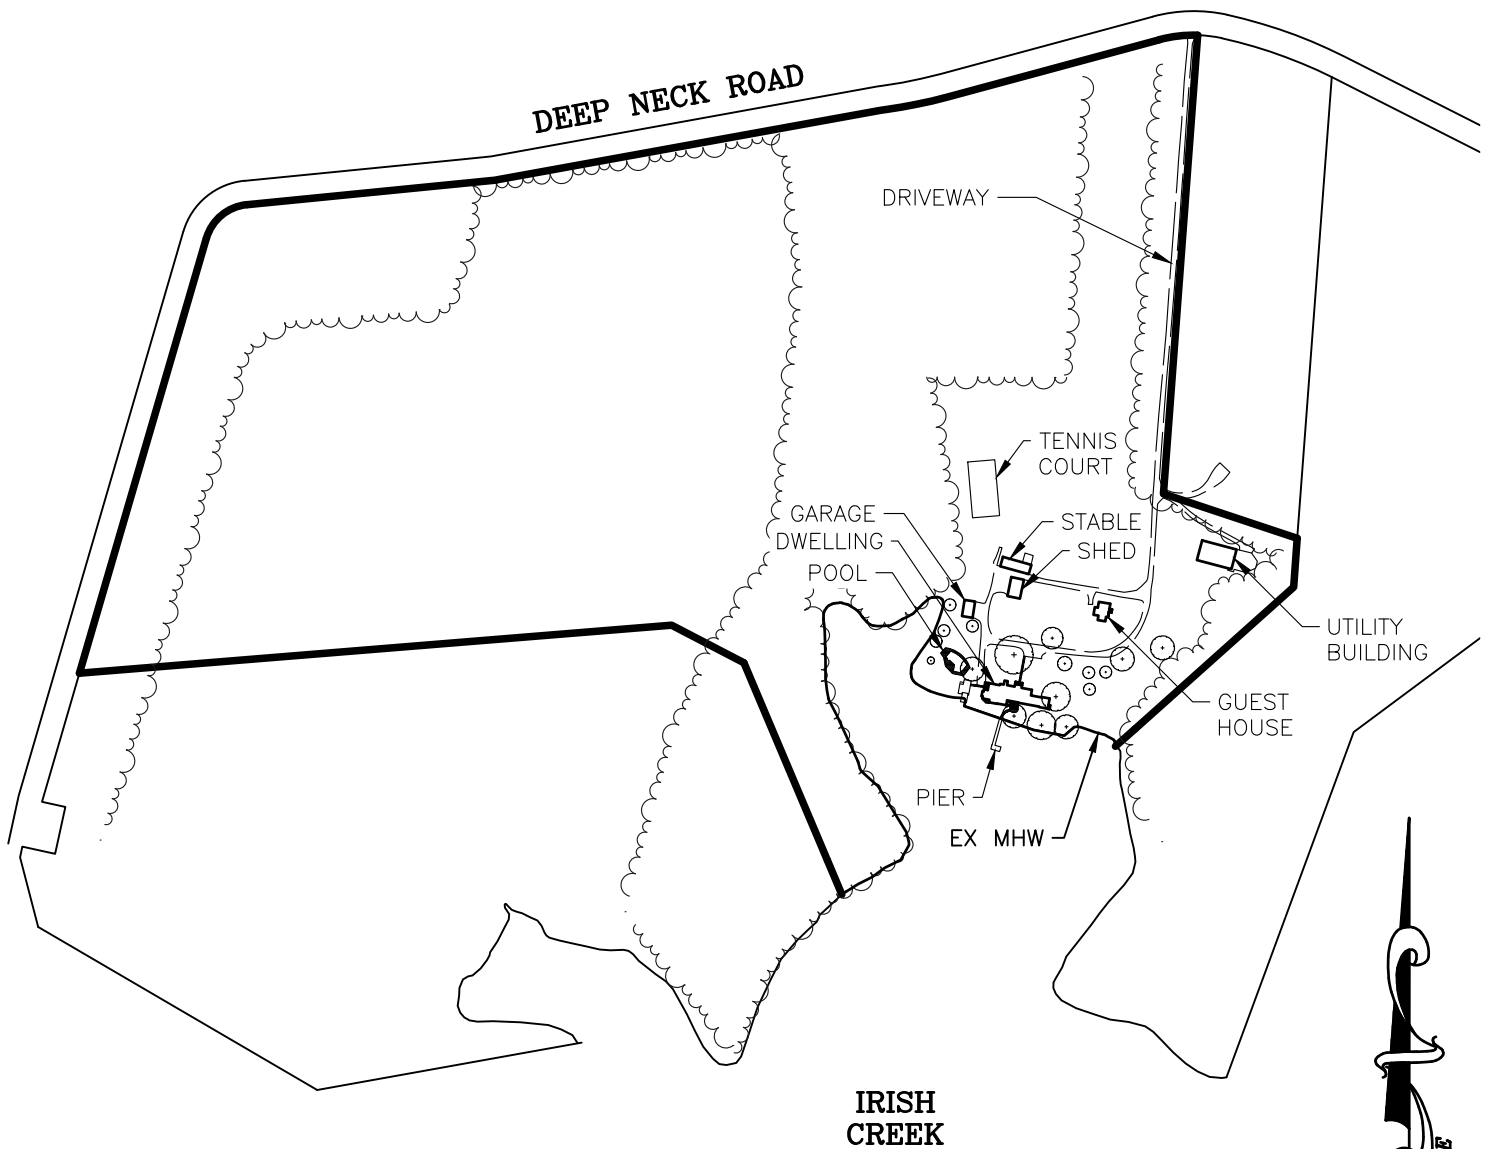 DEEP NECK ROAD
DRIVEWAY
TENNIS
COURT
GARAGE
STABLE
DWELLING
SHED
POOL
UTILITY
BUILDING
GUEST
HOUSE
PIER
EX MHW
IRISH
CREEK